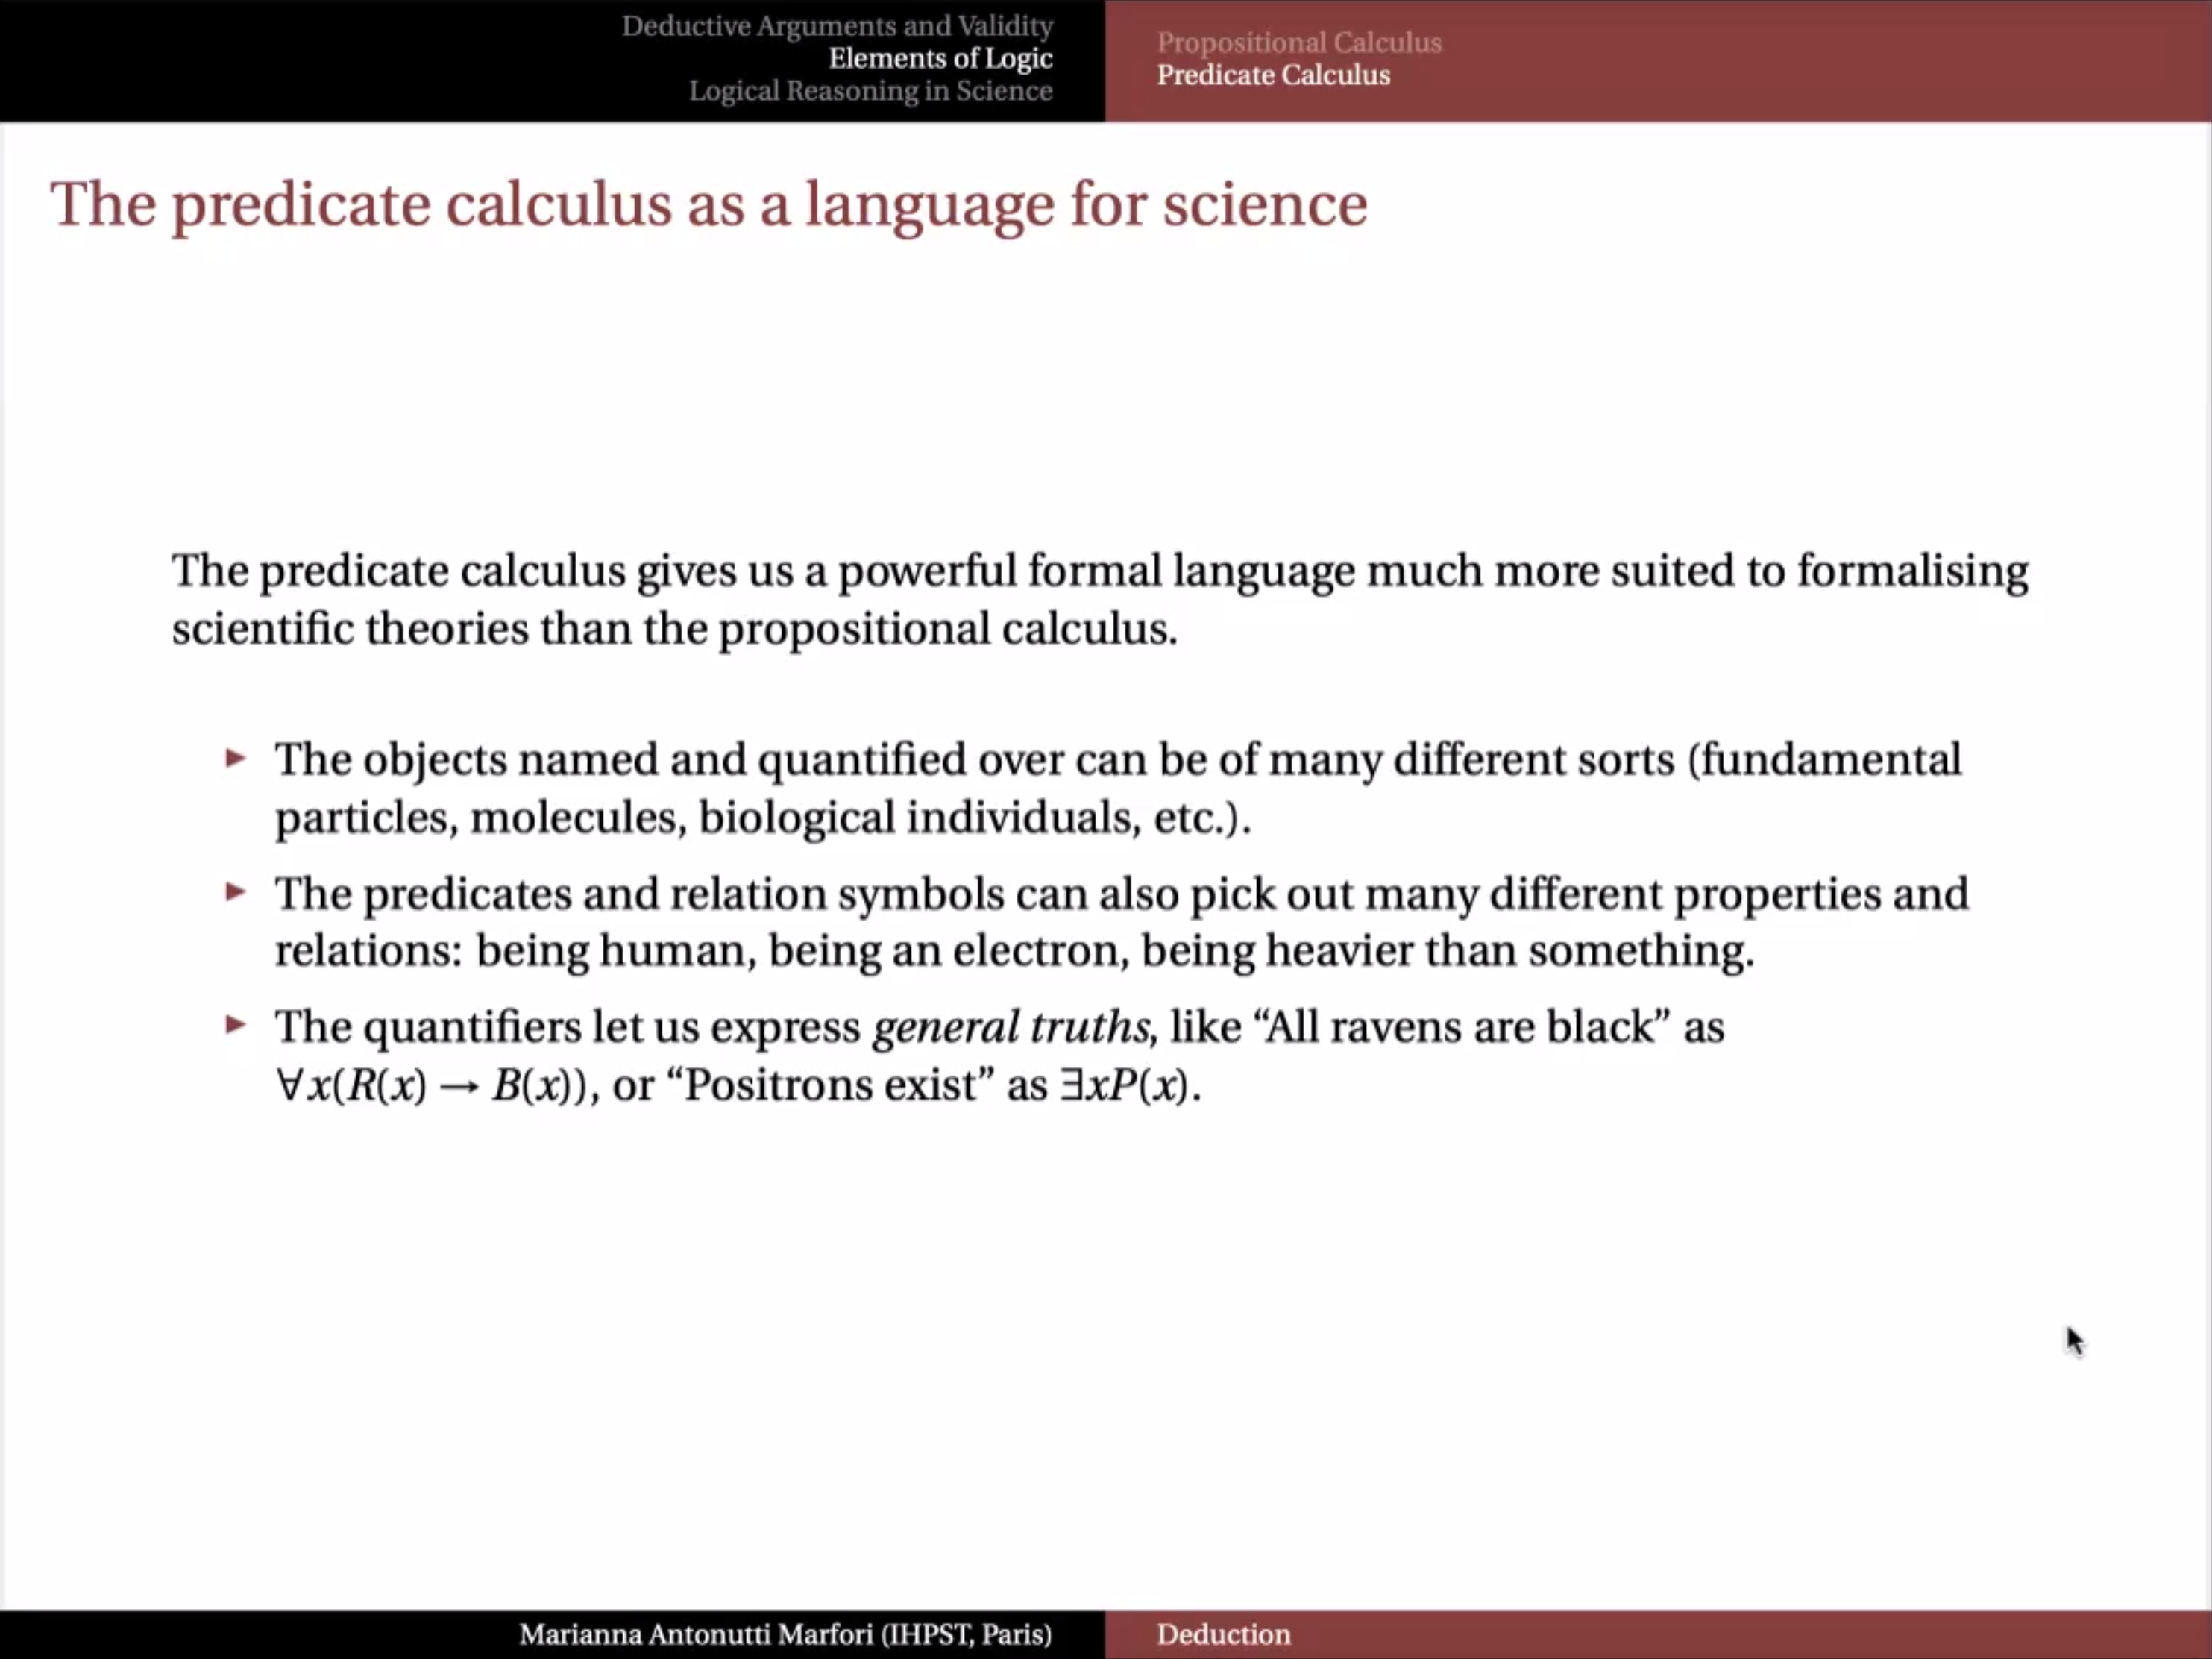 Deductive Arguments and Validity
Elements of Logic
Logical Reasoning in Science
Propositional Calculus
Predicate Calculus
The predicate calculus as a language for science
The predicate calculus gives us a powerful formal language much more suited to formalising
scientific theories than the propositional calculus.
► The objects named and quantified over can be of many different sorts (fundamental
particles, molecules, biological individuals, etc.).
► The predicates and relation symbols can also pick out many different properties and
relations: being human, being an electron, being heavier than something.
► The quantifiers let us express general truths, like “All ravens are black” as
∀x(R(x) → B(x)), or “Positrons exist” as ∃xP(x).
Marianna Antonutti Marfori (IHPST, Paris)
Deduction